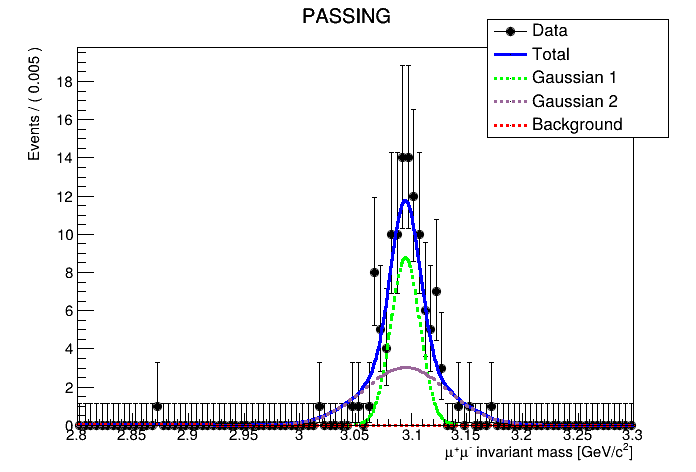 PASSING
Data
Total
Gaussian 1
Gaussian 2
Background
Events / ( 0.005 )
18
16
14
12
10
8
6
4
2
0
2.8 2.85 2.9 2.95 3 3.05 3.1 3.15 3.2 3.25 3.3
μ⁺μ⁻ invariant mass [GeV/c²]